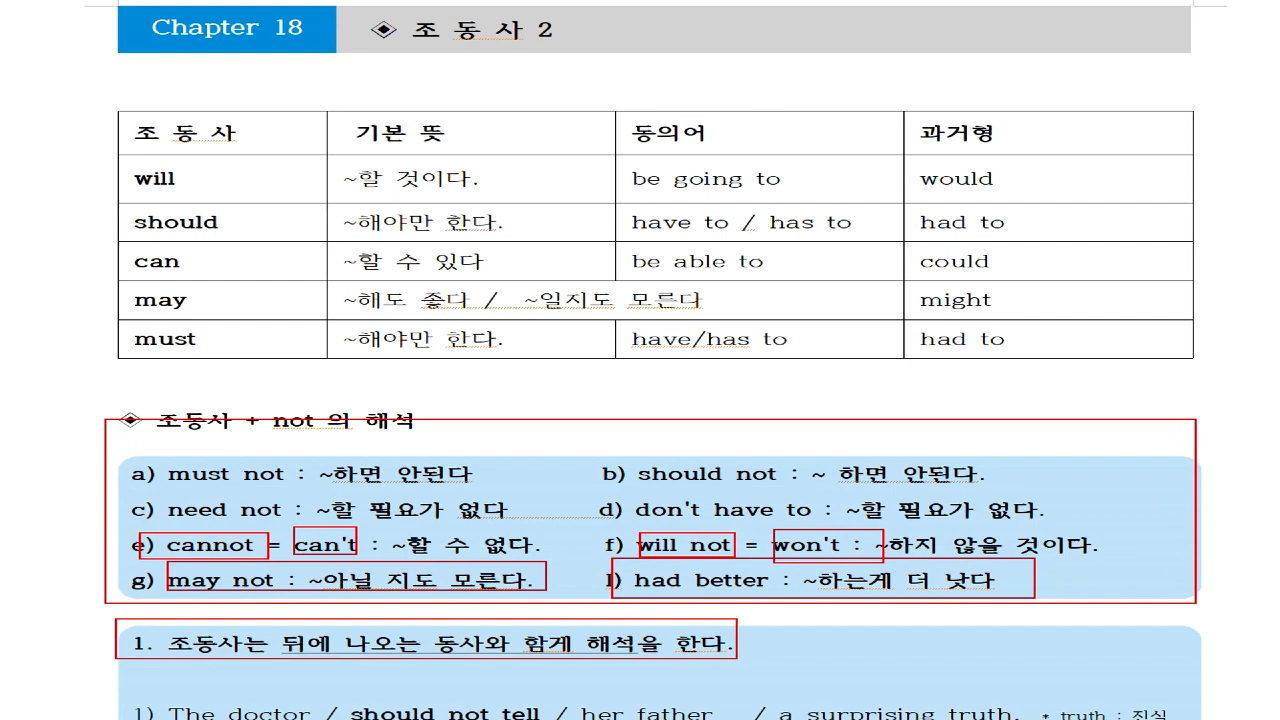 Chapter 18 ◈ 조 동 사 2
조 동 사 기본 뜻 동의어 과거형
will ~할 것이다. be going to would
should ~해야만 한다. have to / has to had to
can ~할 수 있다 be able to could
may ~해도 좋다 / ~일지도 모른다 might
must ~해야만 한다. have/has to had to
◈ 조동사 + not 의 해석
a) must not : ~하면 안된다 b) should not : ~ 하면 안된다.
c) need not : ~할 필요가 없다 d) don't have to : ~할 필요가 없다.
e) cannot = can't : ~할 수 없다. f) will not = won't : ~하지 않을 것이다.
g) may not : ~아닐 지도 모른다. l) had better : ~하는게 더 낫다
1. 조동사는 뒤에 나오는 동사와 함게 해석을 한다.
1) The doctor / should not tell / her father / a surprising truth. * truth : 진실